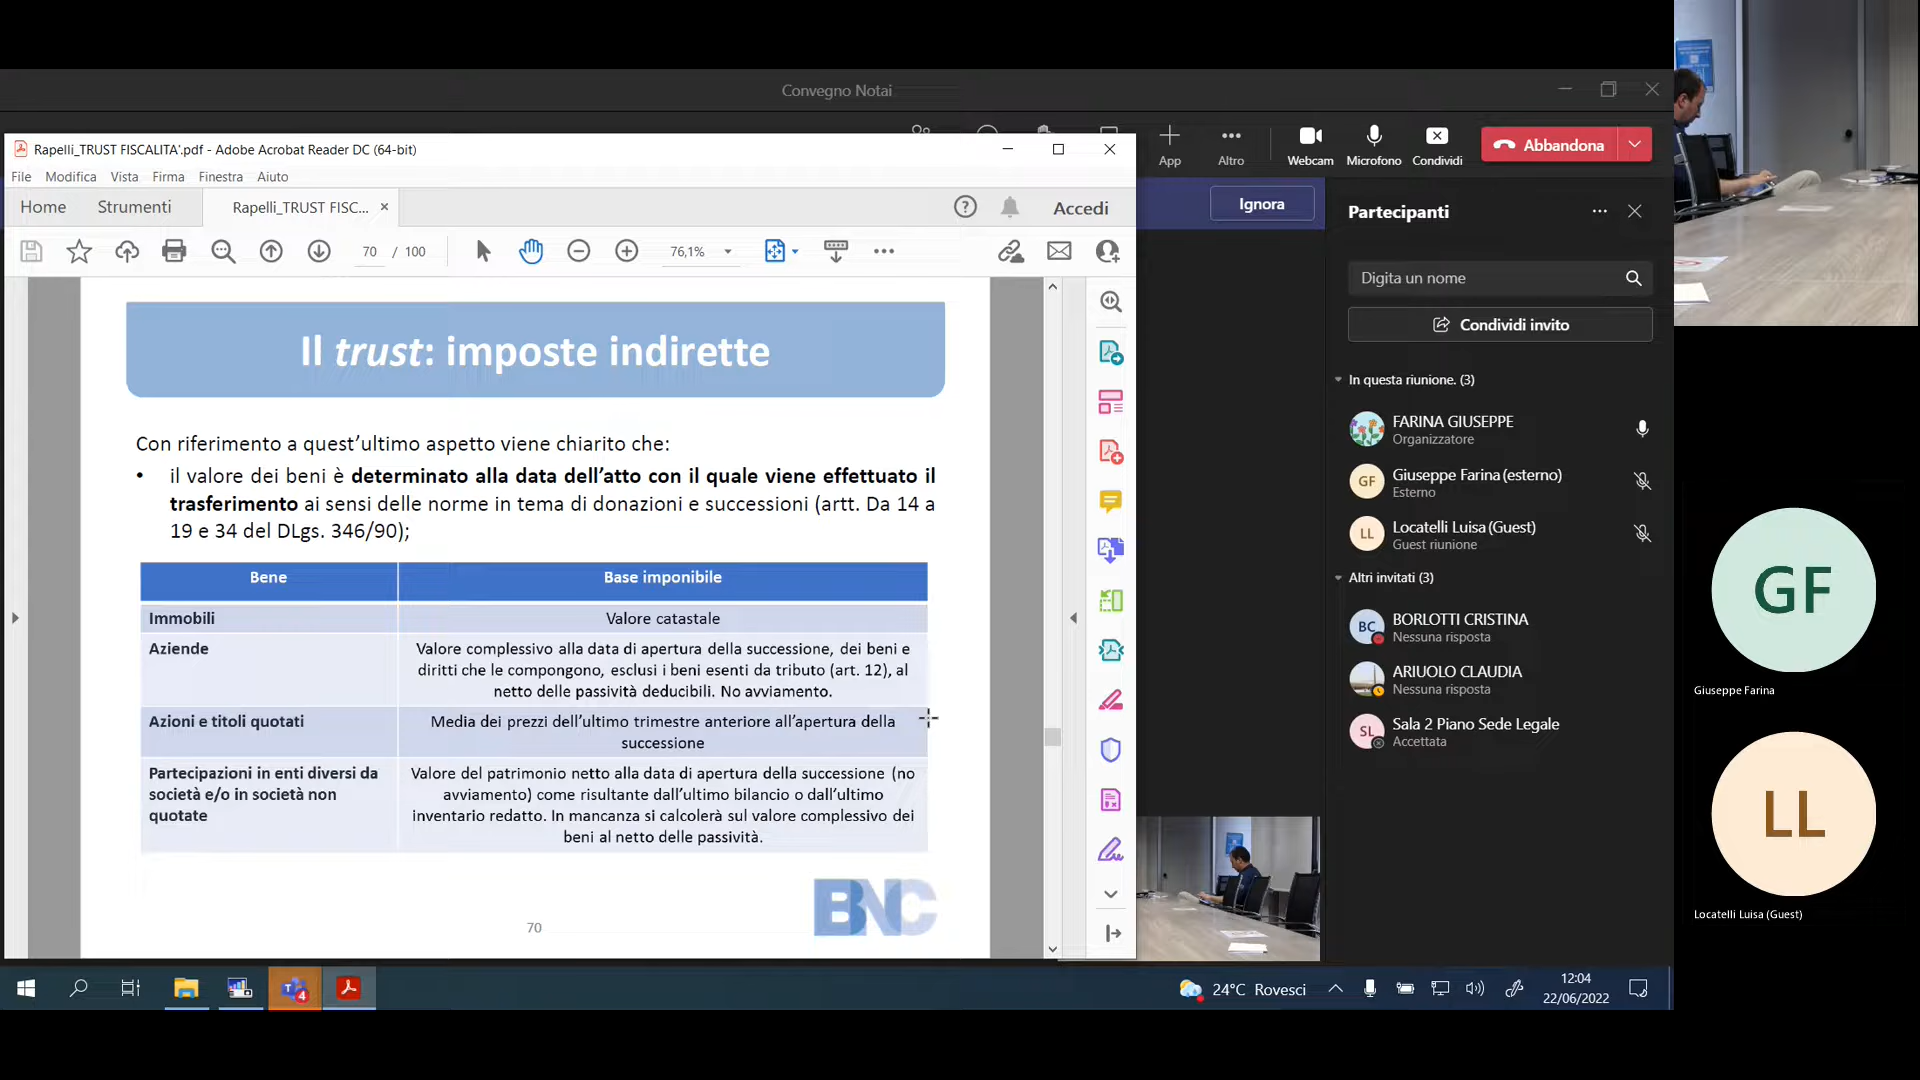 Convegno Notai
Rapelli_TRUST FISCALITA'.pdf - Adobe Acrobat Reader DC (64-bit)
File Modifica Vista Firma Finestra Aiuto
Home Strumenti Rapelli_TRUST FISC... Accedi
70 / 100 76,1%
App Altro Webcam Microfono Condividi Abbandona
Ignora
Il trust: imposte indirette
Con riferimento a quest'ultimo aspetto viene chiarito che:
• il valore dei beni è determinato alla data dell'atto con il quale viene effettuato il
trasferimento ai sensi delle norme in tema di donazioni e successioni (artt. Da 14 a
19 e 34 del DLgs. 346/90);
Bene Base imponibile
Immobili Valore catastale
Aziende Valore complessivo alla data di apertura della successione, dei beni e
diritti che le compongono, esclusi i beni esenti da tributo (art. 12), al
netto delle passività deducibili. No avviamento.
Azioni e titoli quotati Media dei prezzi dell'ultimo trimestre anteriore all'apertura della
successione
Partecipazioni in enti diversi da Valore del patrimonio netto alla data di apertura della successione (no
società e/o in società non avviamento) come risultante dall'ultimo bilancio o dall'ultimo
quotate inventario redatto. In mancanza si calcolerà sul valore complessivo dei
beni al netto delle passività.
70
BNC
Partecipanti
Digita un nome
Condividi invito
In questa riunione. (3)
FARINA GIUSEPPE
Organizzatore
GF Giuseppe Farina (esterno)
Esterno
LL Locatelli Luisa (Guest)
Guest riunione
Altri invitati (3)
BC BORLOTTI CRISTINA
Nessuna risposta
ARIUOLO CLAUDIA
Nessuna risposta
SL Sala 2 Piano Sede Legale
Accettata
GF
Giuseppe Farina
LL
Locatelli Luisa (Guest)
4
24°C Rovesci
12:04
22/06/2022